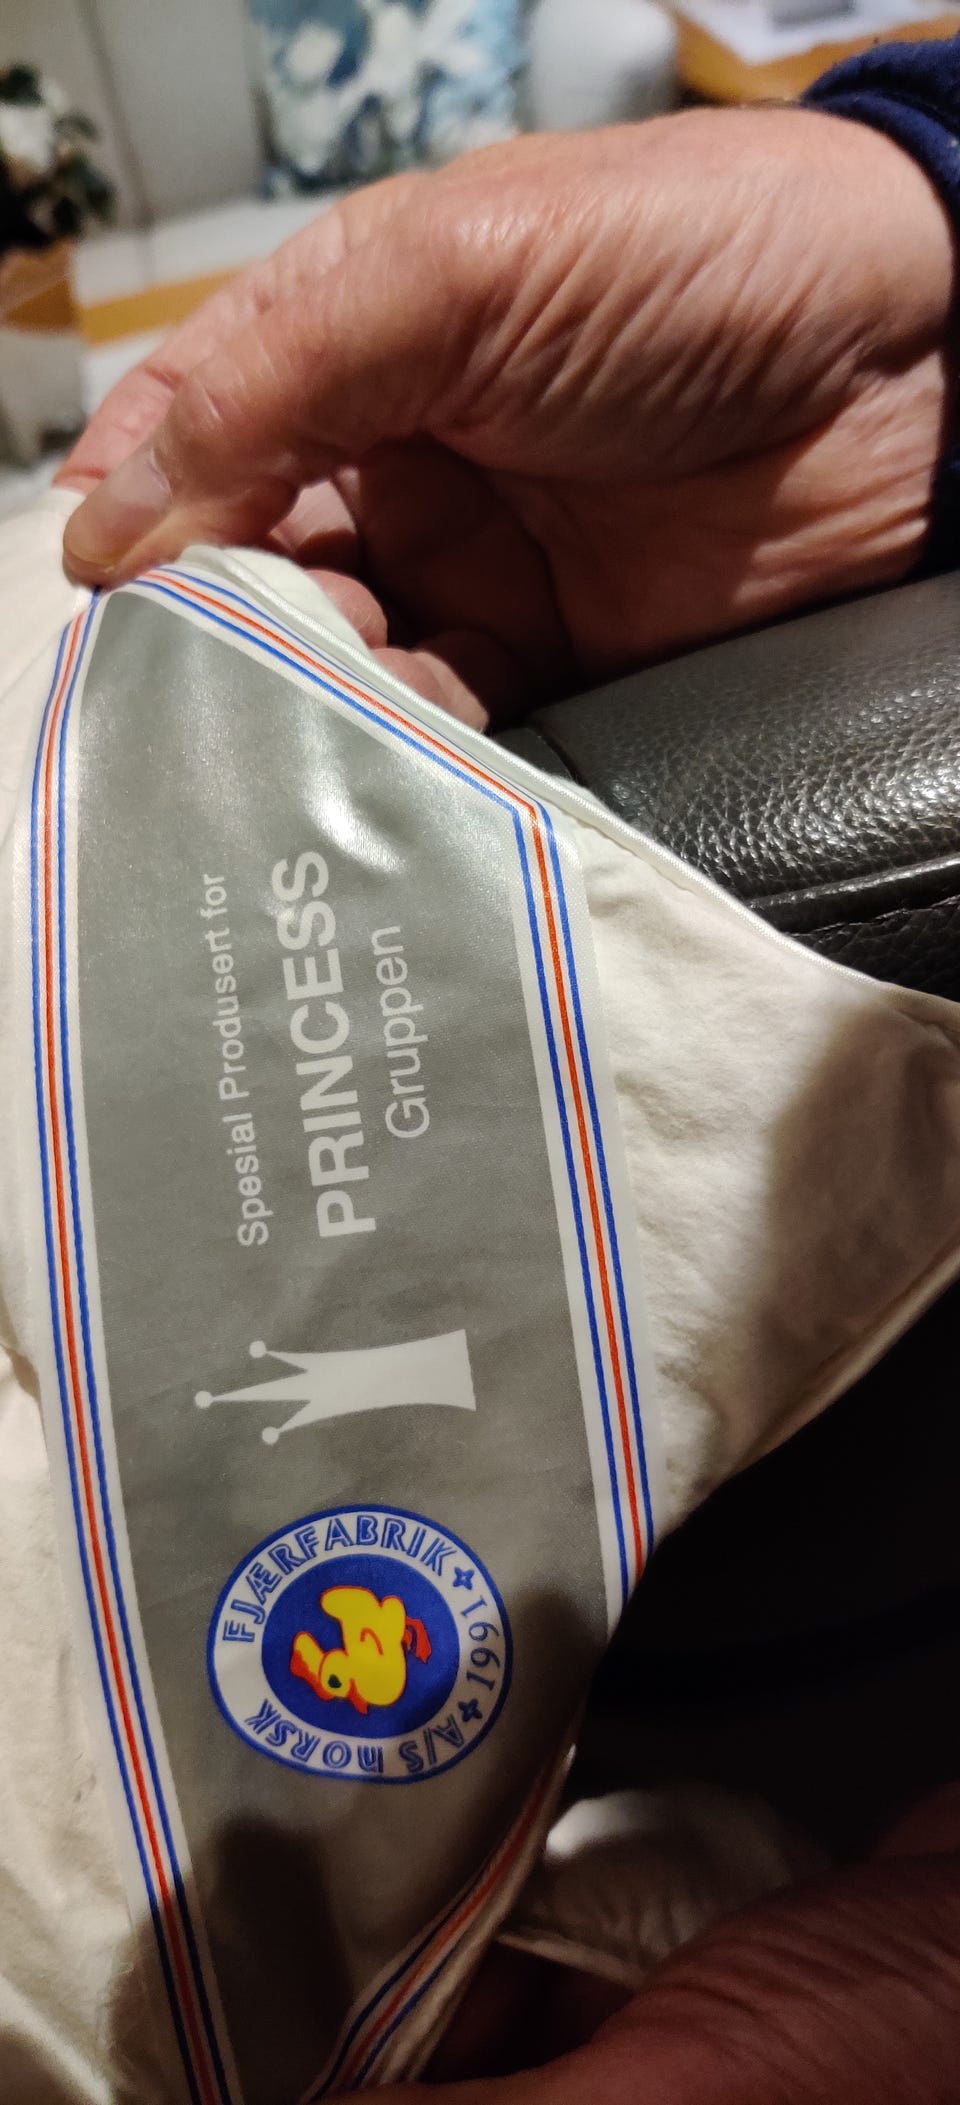 Spesial Produsert for
PRINCESS
Gruppen
A/S NORSK FJÆRFABRIK
1991